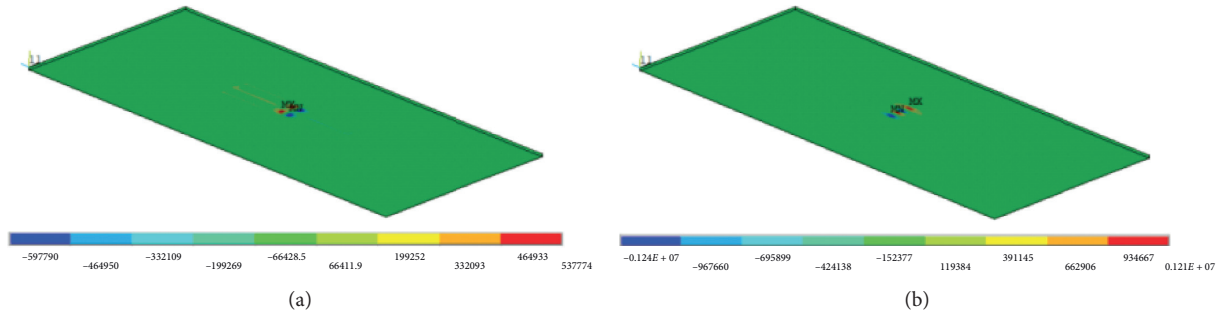 MX
MN
−597790
−464950
−332109
−199269
−66428.5
66411.9
199252
332093
464933
537774
(a)
MN
MX
−0.124E + 07
−967660
−695899
−424138
−152377
119384
391145
662906
934667
0.121E + 07
(b)